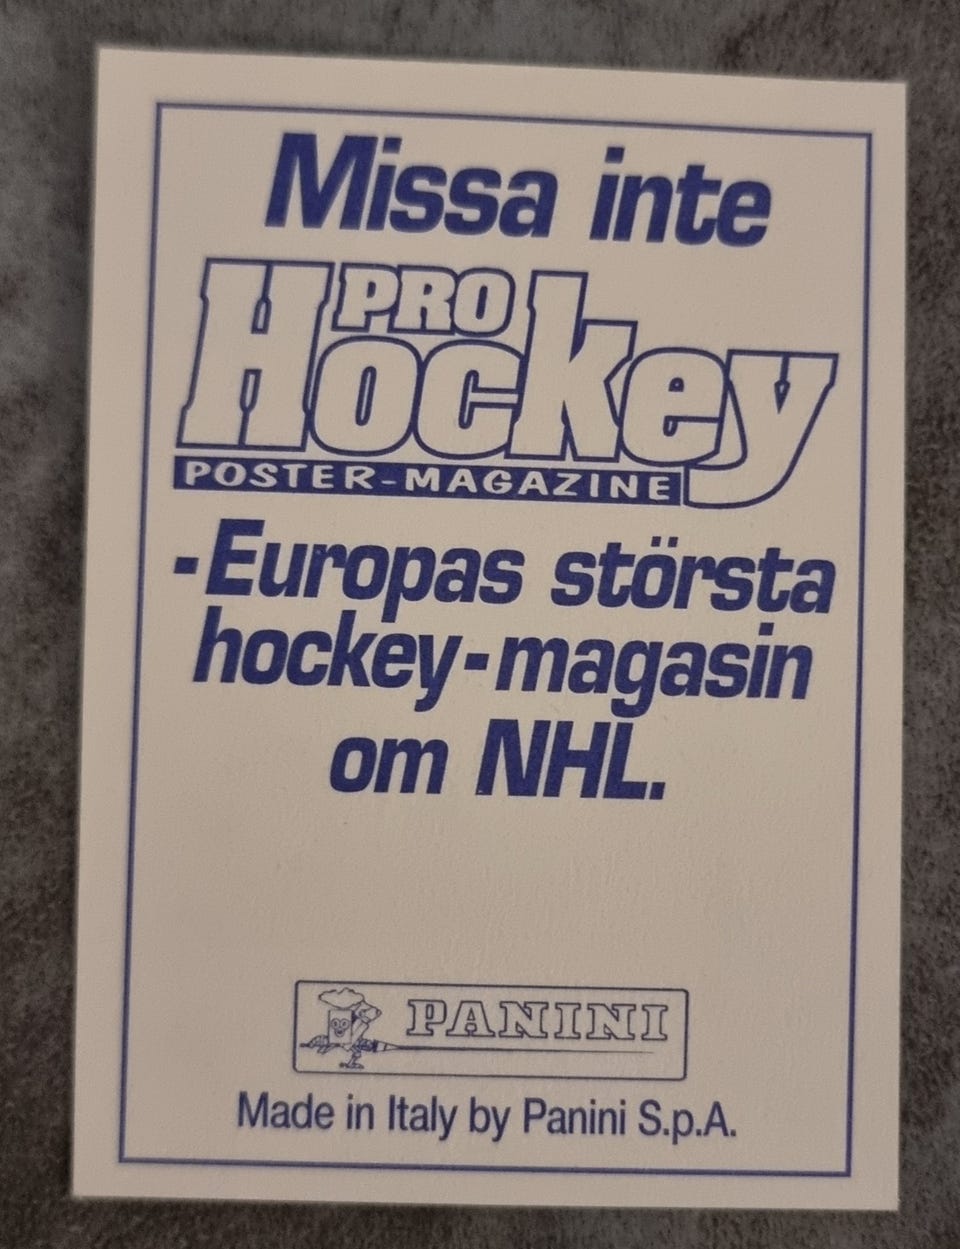 Missa inte
PRO
Hockey
POSTER-MAGAZINE
-Europas största
hockey-magasin
om NHL.
PANINI
Made in Italy by Panini S.p.A.